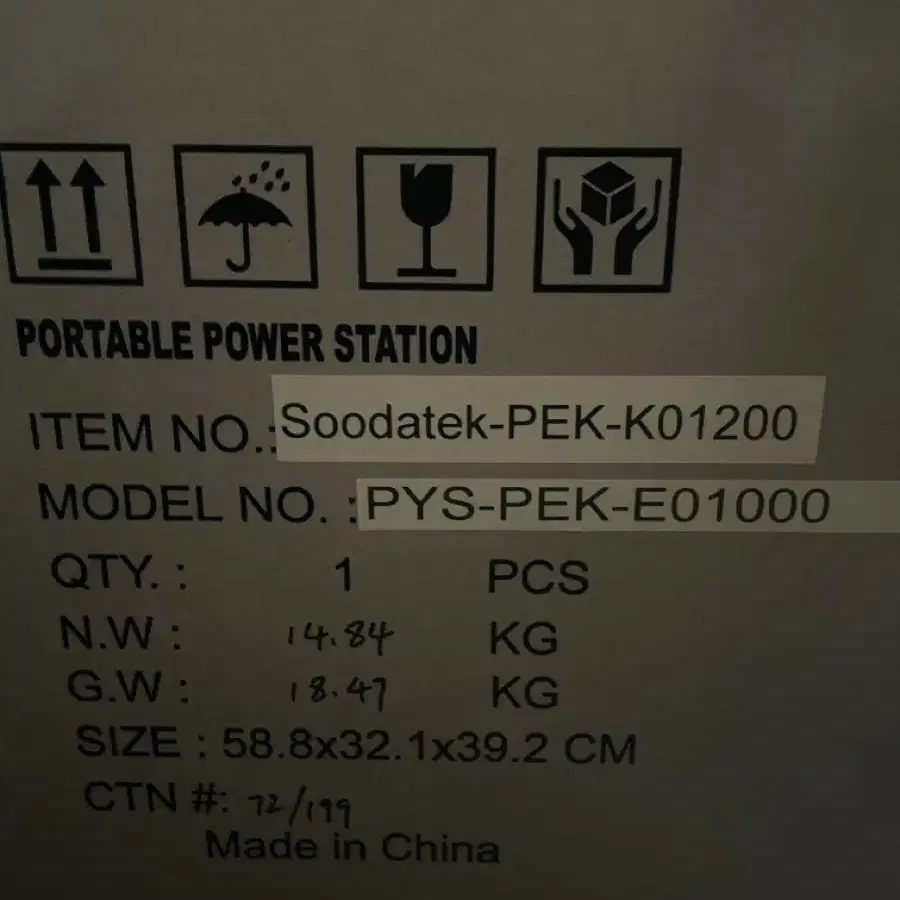 PORTABLE POWER STATION
ITEM NO.: Soodatek-PEK-K01200
MODEL NO. : PYS-PEK-E01000
QTY. : 1 PCS
N.W : 14.84 KG
G.W : 18.47 KG
SIZE : 58.8x32.1x39.2 CM
CTN #: 72/199
Made in China